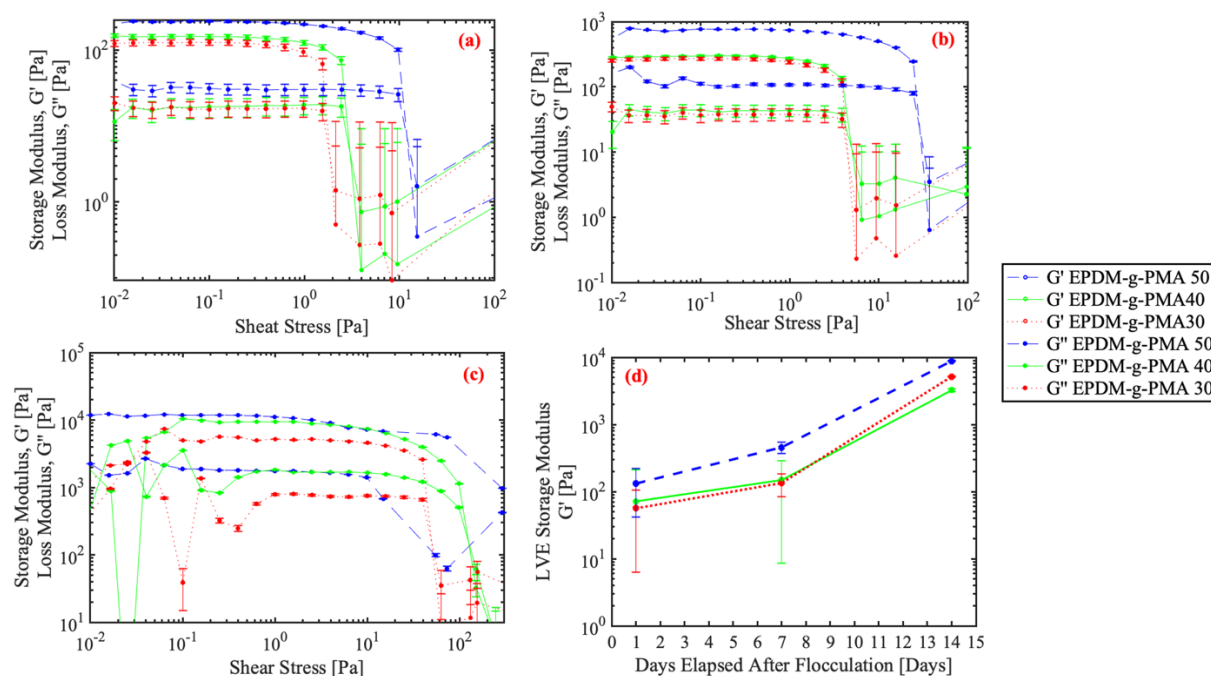 (a)
Storage Modulus, G' [Pa]
Loss Modulus, G" [Pa]
10^2
10^0
10^-2 10^-1 10^0 10^1 10^2
Sheat Stress [Pa]
(b)
Storage Modulus, G' [Pa]
Loss Modulus, G" [Pa]
10^3
10^2
10^1
10^0
10^-1
10^-2 10^-1 10^0 10^1 10^2
Shear Stress [Pa]
G' EPDM-g-PMA 50
G' EPDM-g-PMA40
G' EPDM-g-PMA30
G" EPDM-g-PMA 50
G" EPDM-g-PMA 40
G" EPDM-g-PMA 30
(c)
Storage Modulus, G' [Pa]
Loss Modulus, G" [Pa]
10^5
10^4
10^3
10^2
10^1
10^-2 10^-1 10^0 10^1 10^2
Shear Stress [Pa]
(d)
LVE Storage Modulus
G' [Pa]
10^4
10^3
10^2
10^1
10^0
0 1 2 3 4 5 6 7 8 9 10 11 12 13 14 15
Days Elapsed After Flocculation [Days]